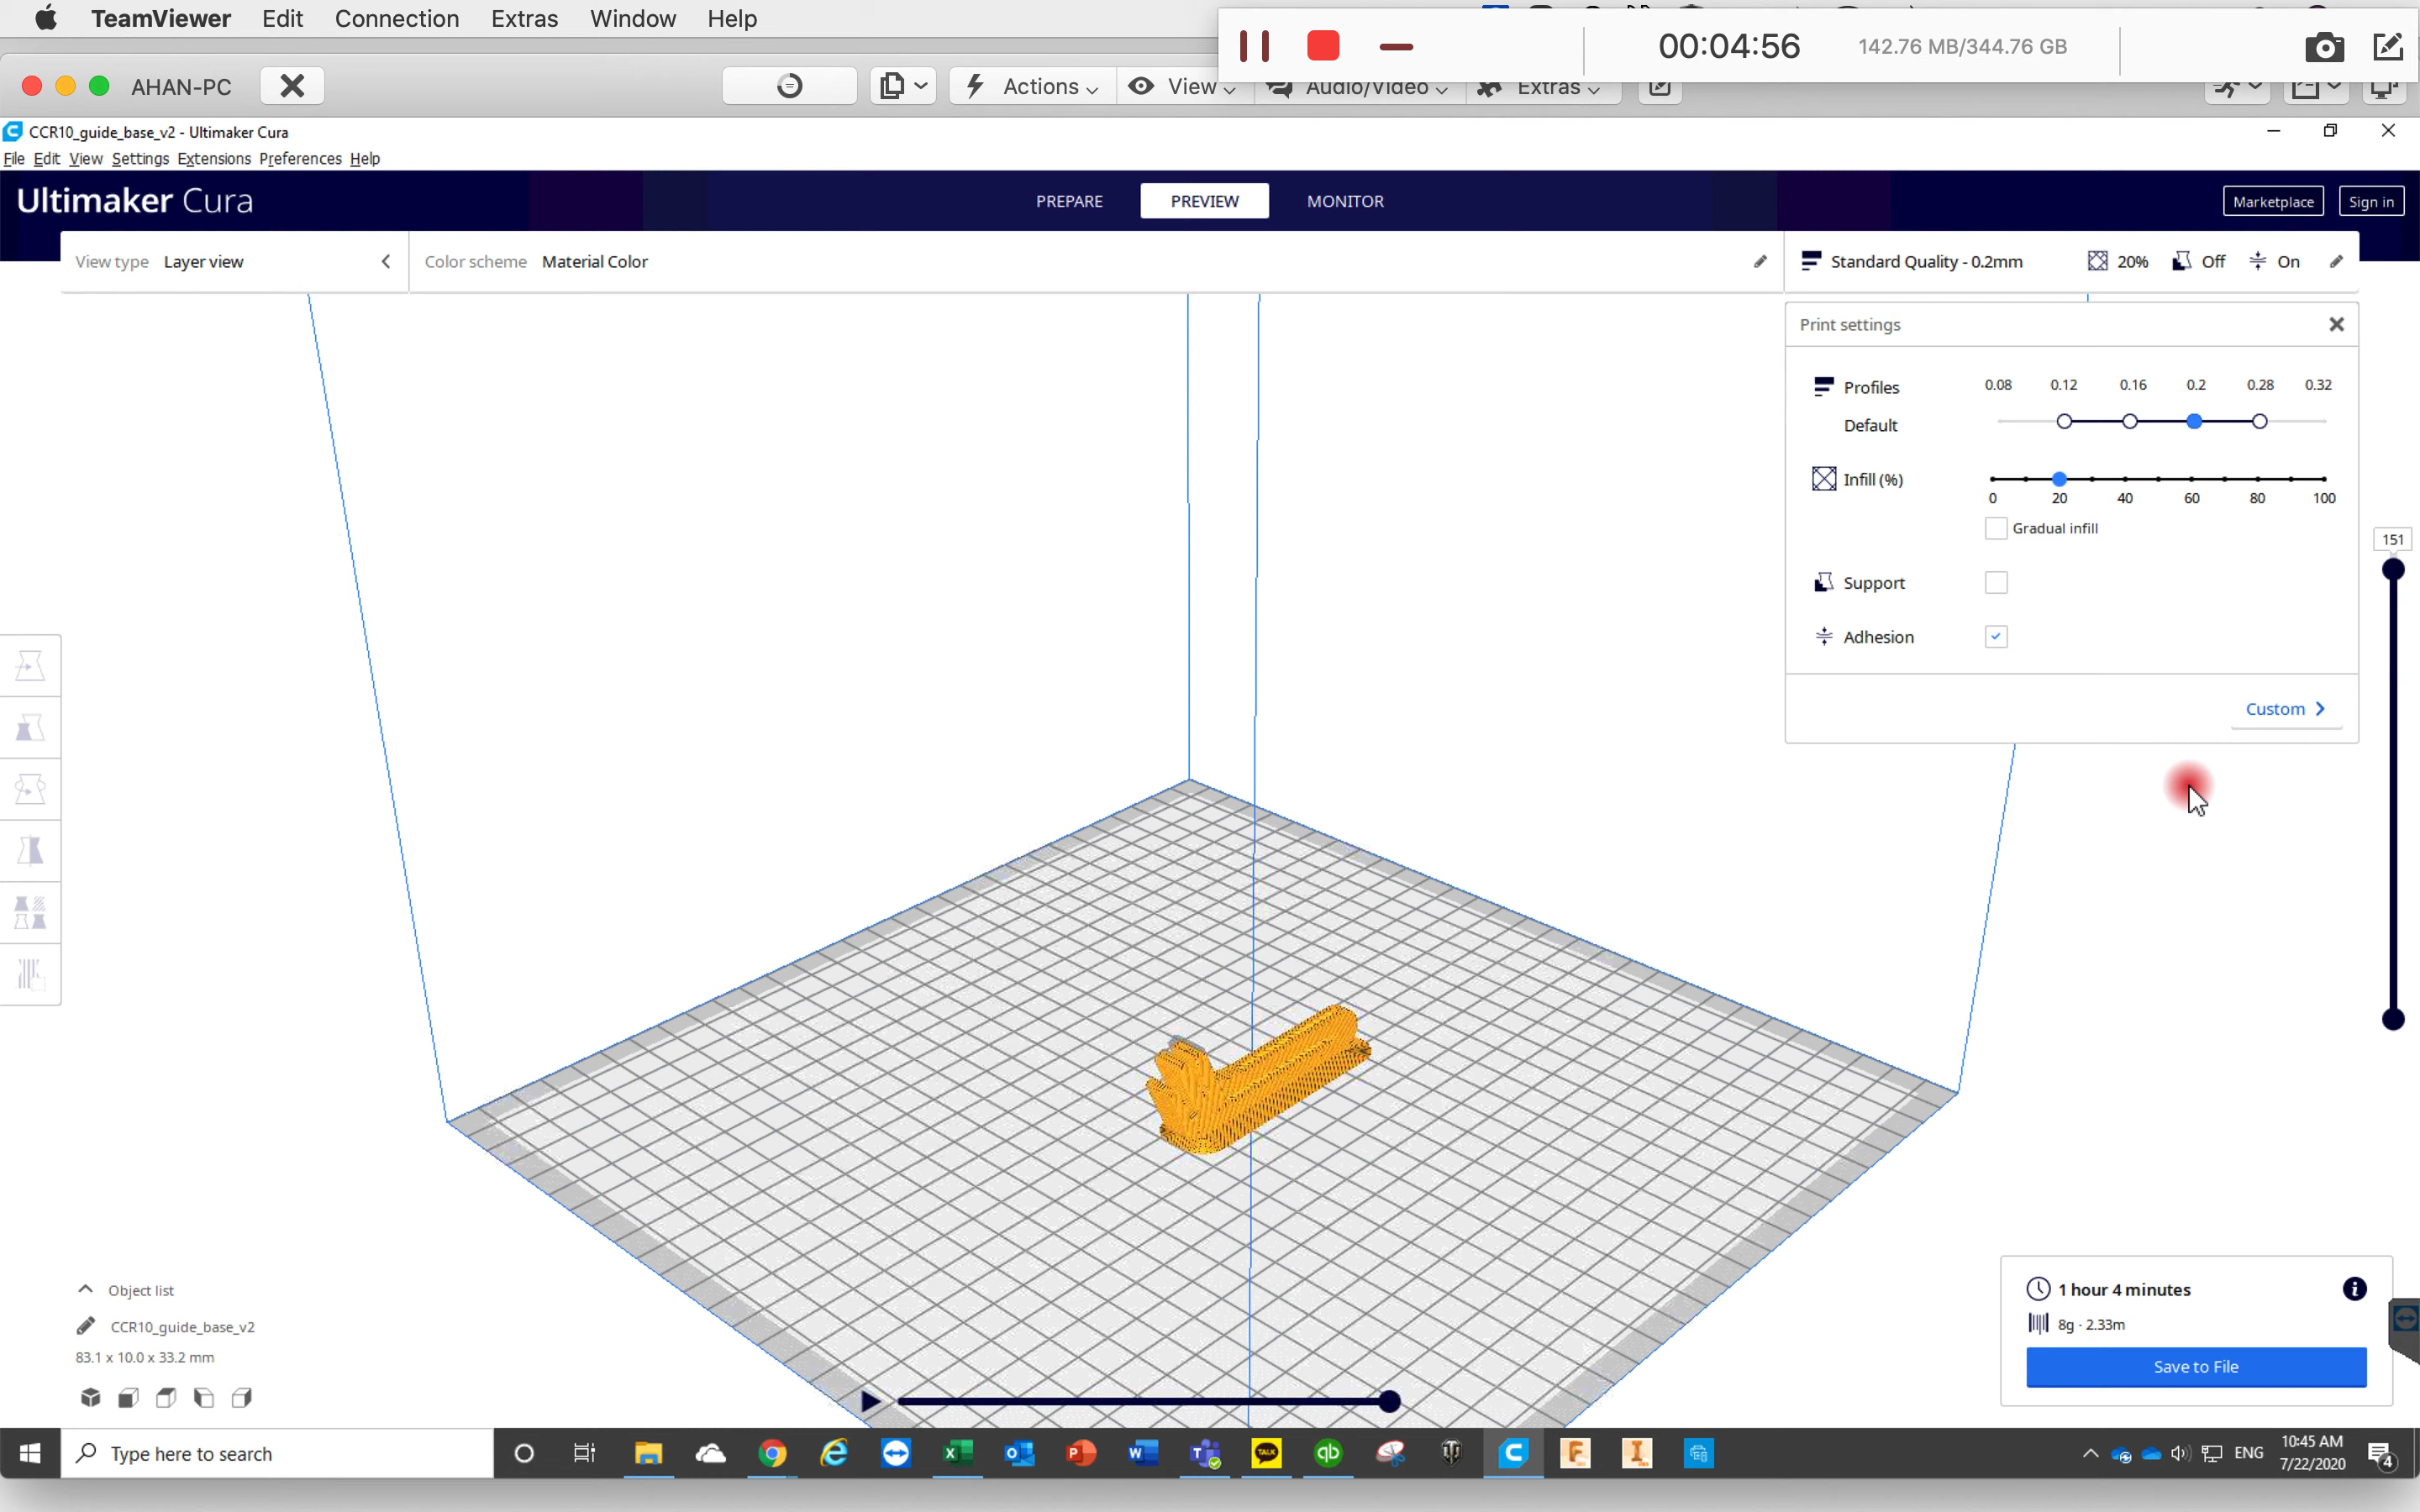 TeamViewer Edit Connection Extras Window Help
00:04:56 142.76 MB/344.76 GB
AHAN-PC Actions View Audio/Video Extras
CCR10_guide_base_v2 - Ultimaker Cura
File Edit View Settings Extensions Preferences Help
Ultimaker Cura PREPARE PREVIEW MONITOR Marketplace Sign in
View type Layer view Color scheme Material Color Standard Quality - 0.2mm 20% Off On
Print settings
Profiles 0.08 0.12 0.16 0.2 0.28 0.32
Default
Infill (%)
0 20 40 60 80 100
Gradual infill
151
Support
Adhesion
Custom
Object list
CCR10_guide_base_v2
83.1 x 10.0 x 33.2 mm
1 hour 4 minutes
8g · 2.33m
Save to File
Type here to search
TALK
qb
ENG
10:45 AM
7/22/2020
4